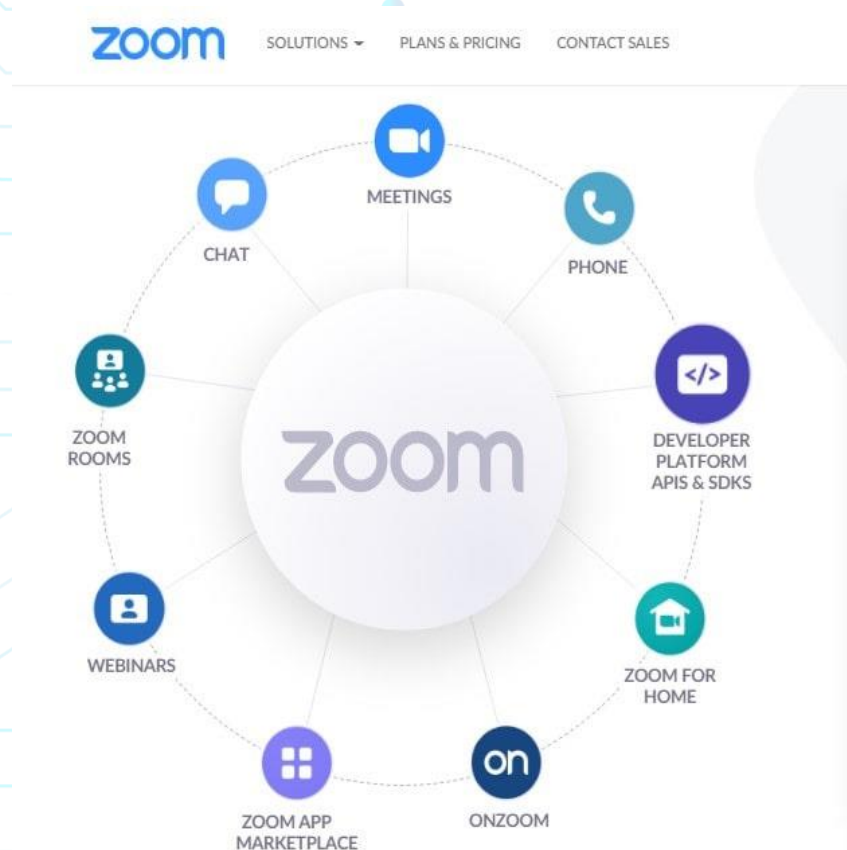 zoom SOLUTIONS PLANS & PRICING CONTACT SALES
MEETINGS
CHAT
PHONE
</>
ZOOM
ROOMS
zoom
DEVELOPER
PLATFORM
APIS & SDKS
WEBINARS
ZOOM FOR
HOME
on
ZOOM APP
MARKETPLACE
ONZOOM